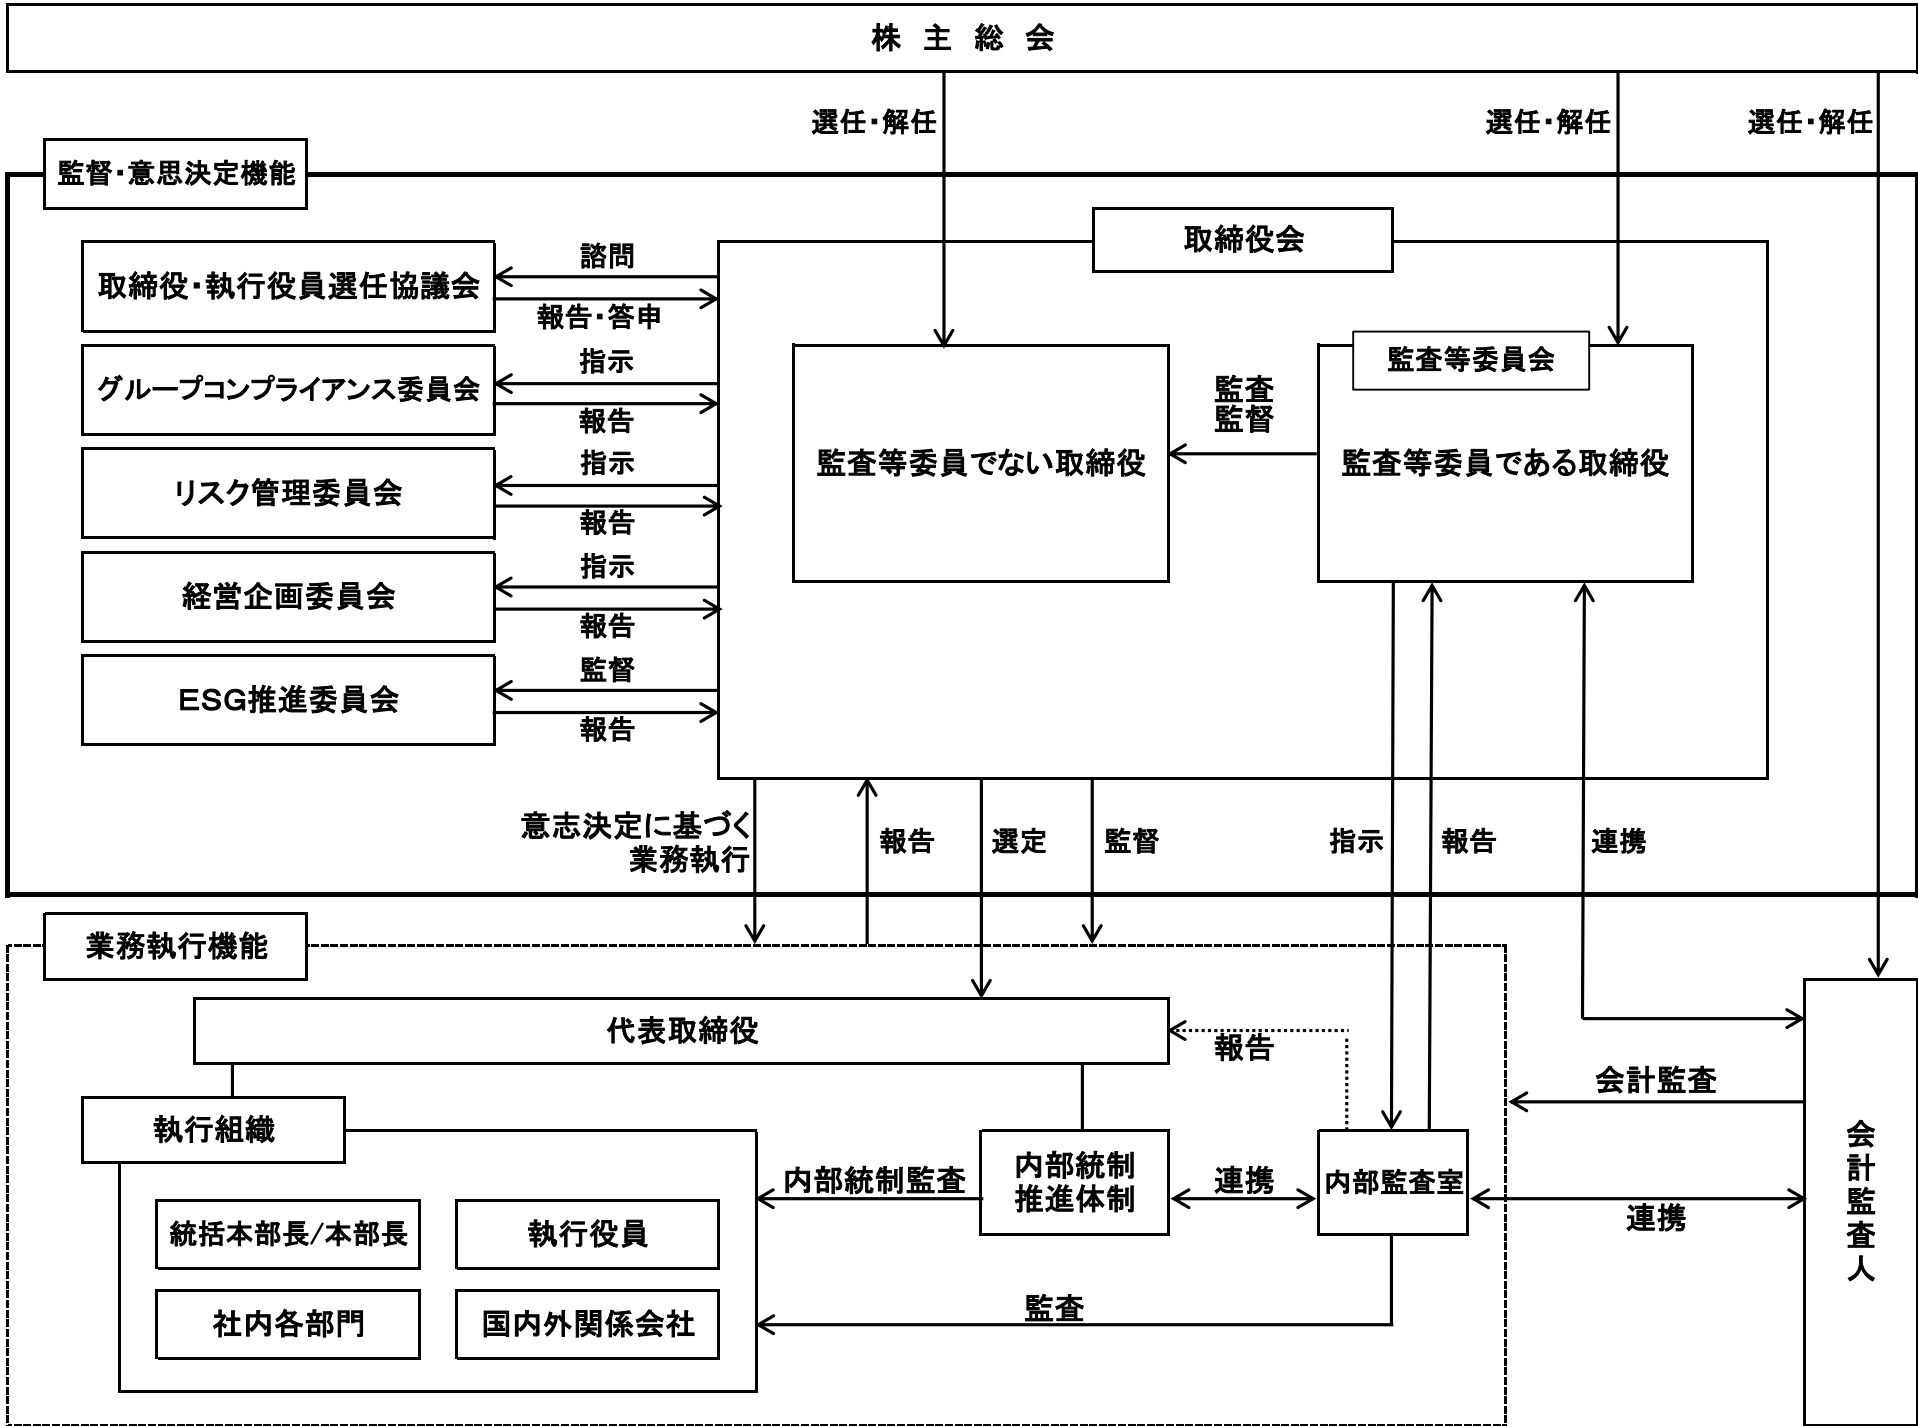 株主総会
選任・解任
選任・解任
選任・解任
監督・意思決定機能
取締役会
取締役・執行役員選任協議会
諮問
報告・答申
グループコンプライアンス委員会
指示
報告
リスク管理委員会
指示
報告
経営企画委員会
指示
報告
ESG推進委員会
監督
報告
監査等委員でない取締役
監査
監督
監査等委員会
監査等委員である取締役
意志決定に基づく
業務執行
報告
選定
監督
指示
報告
連携
業務執行機能
代表取締役
報告
会計監査
執行組織
内部統制監査
内部統制
推進体制
連携
内部監査室
連携
統括本部長/本部長
執行役員
社内各部門
国内外関係会社
監査
会計監査人